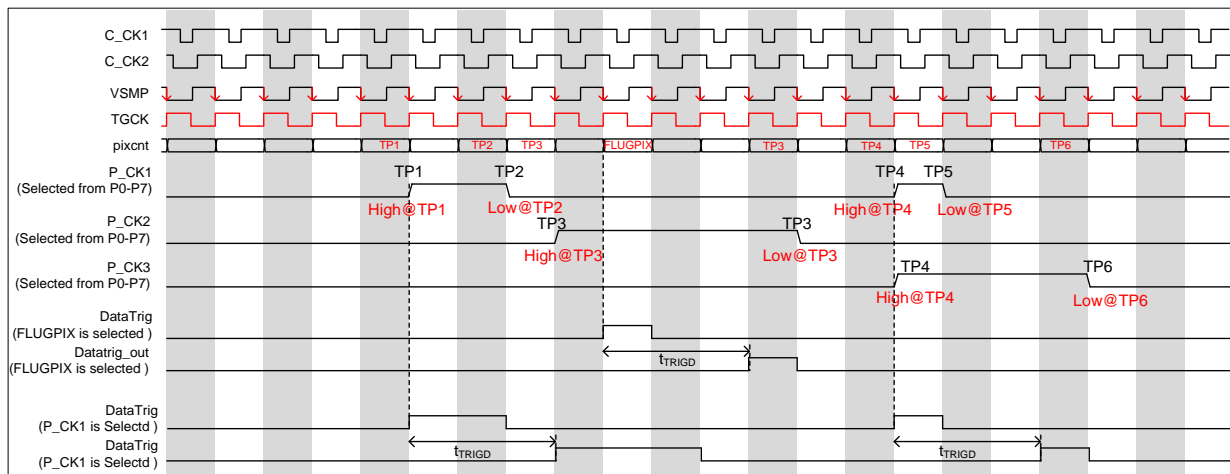 C_CK1
C_CK2
VSMP
TGCK
pixcnt TP1 TP2 TP3 FLUGPIX TP3 TP4 TP5 TP6
P_CK1 TP1 TP2 TP4 TP5
(Selected from P0-P7) High@TP1 Low@TP2 High@TP4 Low@TP5
P_CK2 TP3 TP3
(Selected from P0-P7) High@TP3 Low@TP3
P_CK3 TP4 TP6
(Selected from P0-P7) High@TP4 Low@TP6
DataTrig
(FLUGPIX is selected )
Datatrig_out tTRIGD
(FLUGPIX is selected )
DataTrig
(P_CK1 is Selectd )
DataTrig tTRIGD tTRIGD
(P_CK1 is Selectd )